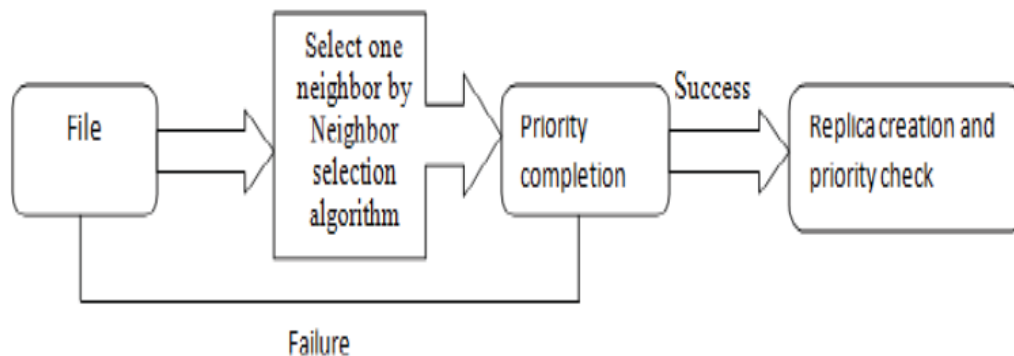 File
Select one
neighbor by
Neighbor
selection
algorithm
Priority
completion
Success
Replica creation and
priority check
Failure